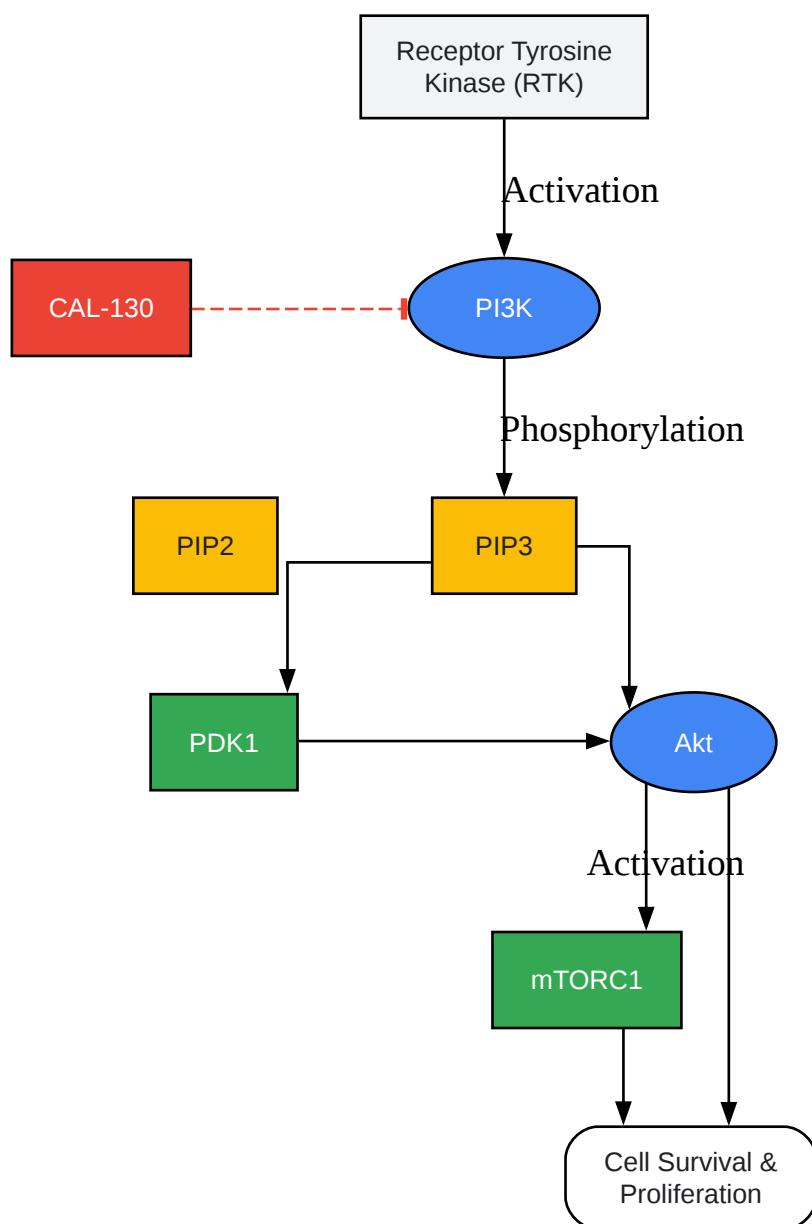 Receptor Tyrosine
Kinase (RTK)
Activation
CAL-130
PI3K
Phosphorylation
PIP2
PIP3
PDK1
Akt
Activation
mTORC1
Cell Survival &
Proliferation